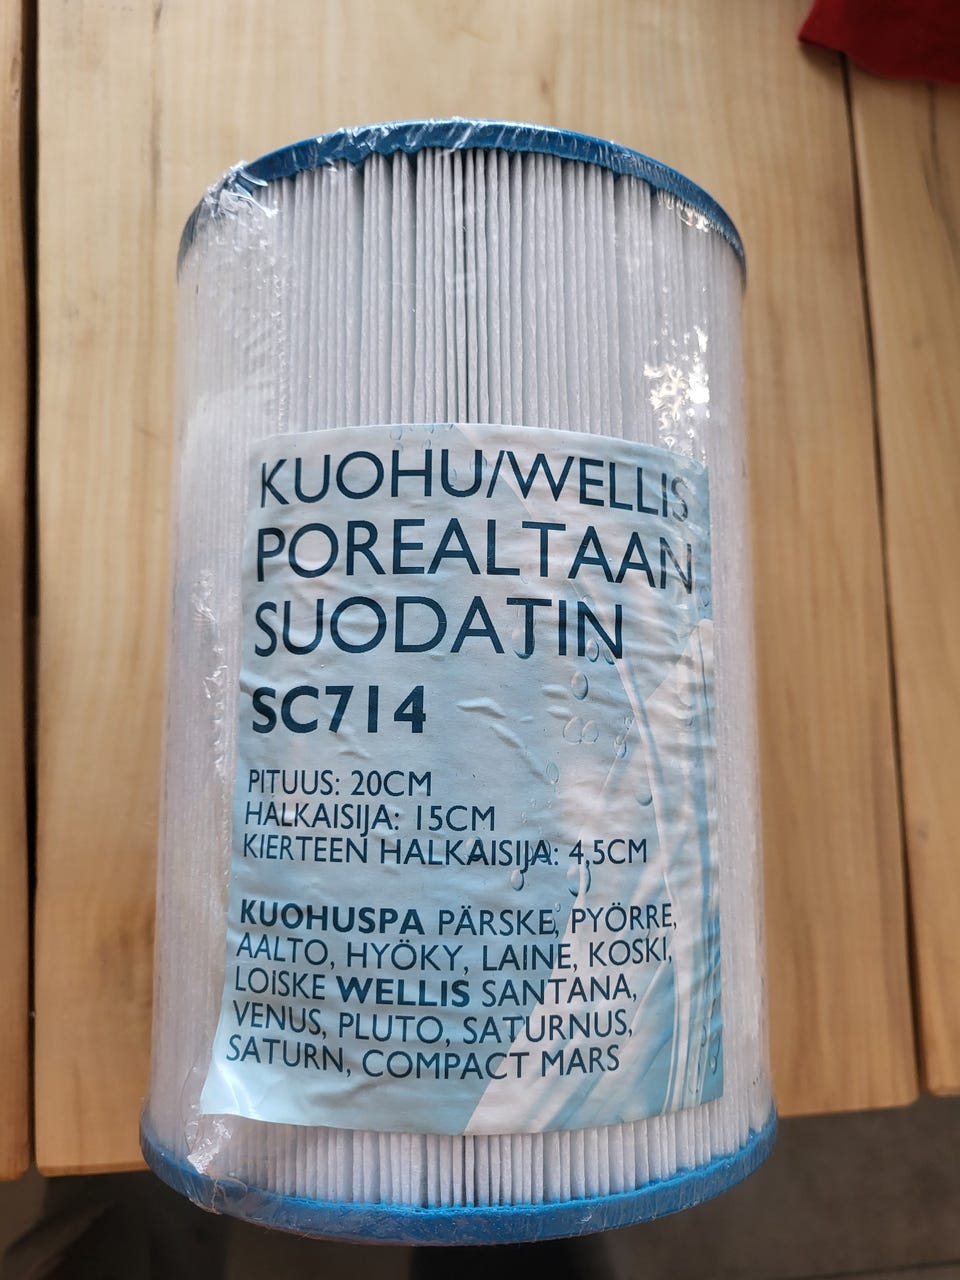 KUOHU/WELLIS
POREALTAAN
SUODATIN
SC714
PITUUS: 20CM
HALKAISIJA: 15CM
KIERTEEN HALKAISIJA: 4,5CM
KUOHUSPA PÄRSKE, PYÖRRE,
AALTO, HYÖKY, LAINE, KOSKI,
LOISKE WELLIS SANTANA,
VENUS, PLUTO, SATURNUS,
SATURN, COMPACT MARS